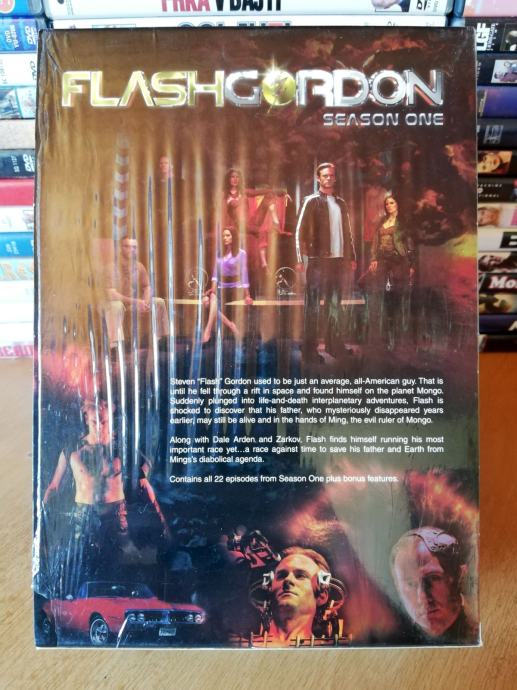 PRKA V BAJTI
FLASHGORDON
SEASON ONE
Steven "Flash" Gordon used to be just an average, all-American guy. That is
until he fell through a rift in space and found himself on the planet Mongo.
Suddenly plunged into life-and-death interplanetary adventures, Flash is
shocked to discover that his father, who mysteriously disappeared years
earlier, may still be alive and in the hands of Ming, the evil ruler of Mongo.
Along with Dale Arden and Zarkov, Flash finds himself running his most
important race yet...a race against time to save his father and Earth from
Mings's diabolical agenda.
Contains all 22 episodes from Season One plus bonus features.